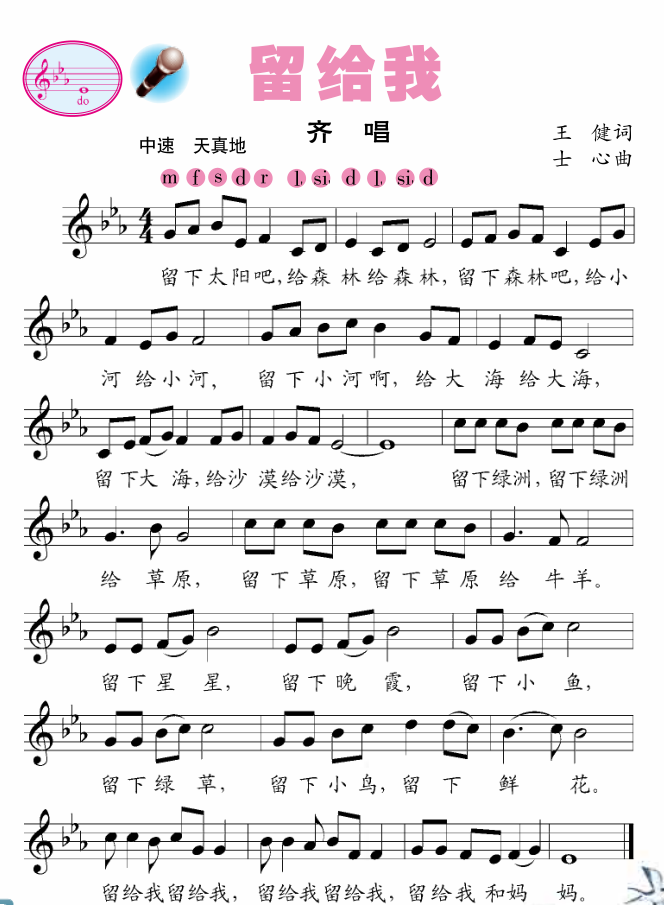 留给我
do
齐 唱
中速 天真地
王 健词
士 心曲
m f s d r l, si, d l, si, d
4/4
留下太阳吧,给森 林给森林,留下森林吧,给小
河 给小河, 留下小河啊, 给大 海给大海,
留下大 海,给沙 漠给沙漠, 留下绿洲,留下绿洲
给 草原, 留下草原,留下草原 给 牛羊。
留下星 星, 留下晚 霞, 留下小 鱼,
留下绿 草, 留下小 鸟,留 下 鲜 花。
留给我留给我, 留给我留给我, 留给我 和妈 妈。